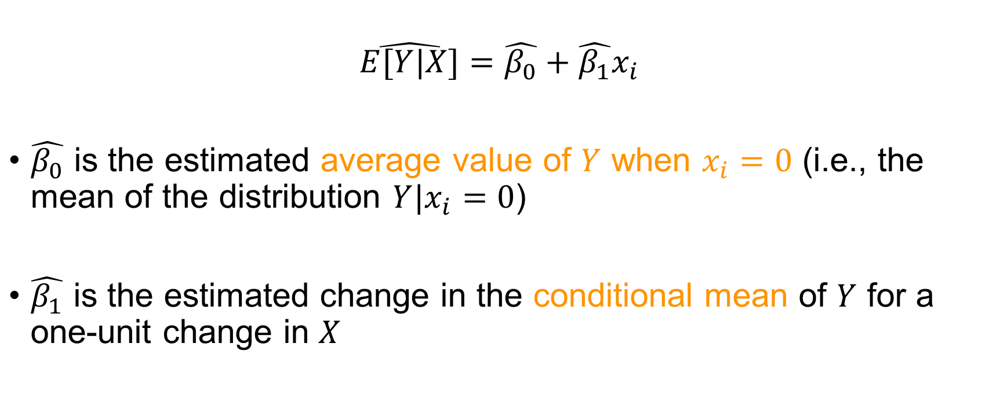 $\widehat{E[Y|X]} = \widehat{\beta_0} + \widehat{\beta_1}x_i$
• $\widehat{\beta_0}$ is the estimated average value of $Y$ when $x_i = 0$ (i.e., the
mean of the distribution $Y|x_i = 0$)
• $\widehat{\beta_1}$ is the estimated change in the conditional mean of $Y$ for a
one-unit change in $X$